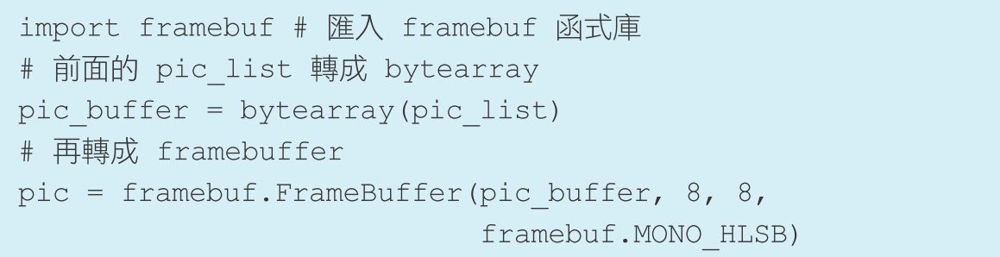 import framebuf # 匯入 framebuf 函式庫
# 前面的 pic_list 轉成 bytearray
pic_buffer = bytearray(pic_list)
# 再轉成 framebuffer
pic = framebuf.FrameBuffer(pic_buffer, 8, 8,
                           framebuf.MONO_HLSB)